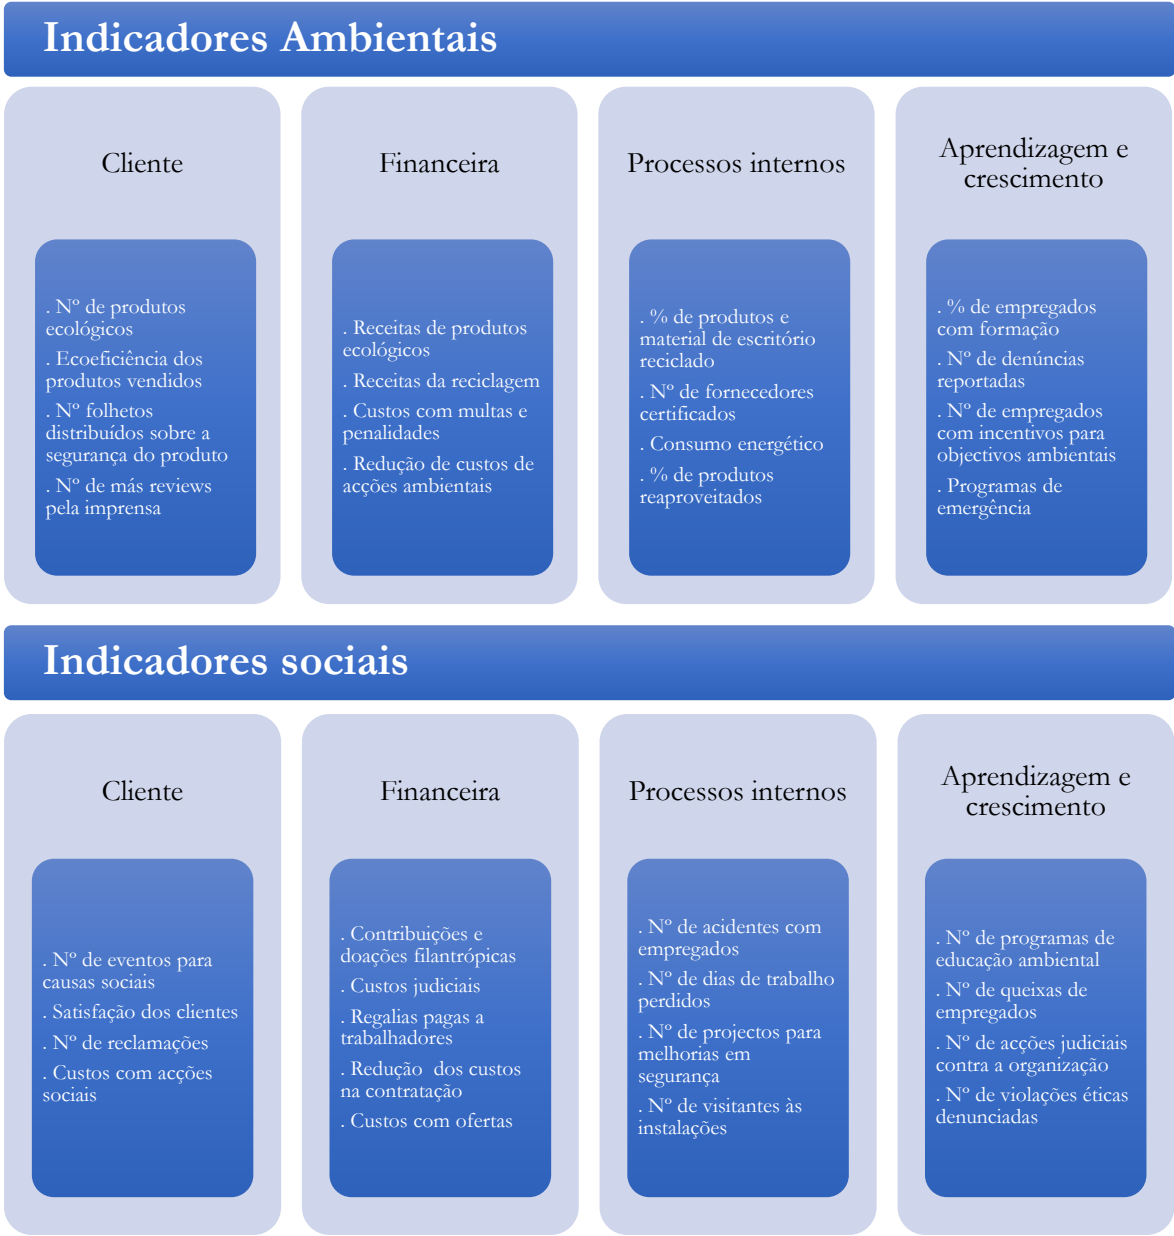 Indicadores Ambientais
Cliente
. Nº de produtos
ecológicos
. Ecoeficiência dos
produtos vendidos
. Nº folhetos
distribuídos sobre a
segurança do produto
. Nº de más reviews
pela imprensa
Financeira
. Receitas de produtos
ecológicos
. Receitas da reciclagem
. Custos com multas e
penalidades
. Redução de custos de
acções ambientais
Processos internos
. % de produtos e
material de escritório
reciclado
. Nº de fornecedores
certificados
. Consumo energético
. % de produtos
reaproveitados
Aprendizagem e
crescimento
. % de empregados
com formação
. Nº de denúncias
reportadas
. Nº de empregados
com incentivos para
objectivos ambientais
. Programas de
emergência
Indicadores sociais
Cliente
. Nº de eventos para
causas sociais
. Satisfação dos clientes
. Nº de reclamações
. Custos com acções
sociais
Financeira
. Contribuições e
doações filantrópicas
. Custos judiciais
. Regalias pagas a
trabalhadores
. Redução  dos custos
na contratação
. Custos com ofertas
Processos internos
. Nº de acidentes com
empregados
. Nº de dias de trabalho
perdidos
. Nº de projectos para
melhorias em
segurança
. Nº de visitantes às
instalações
Aprendizagem e
crescimento
. Nº de programas de
educação ambiental
. Nº de queixas de
empregados
. Nº de acções judiciais
contra a organização
. Nº de violações éticas
denunciadas